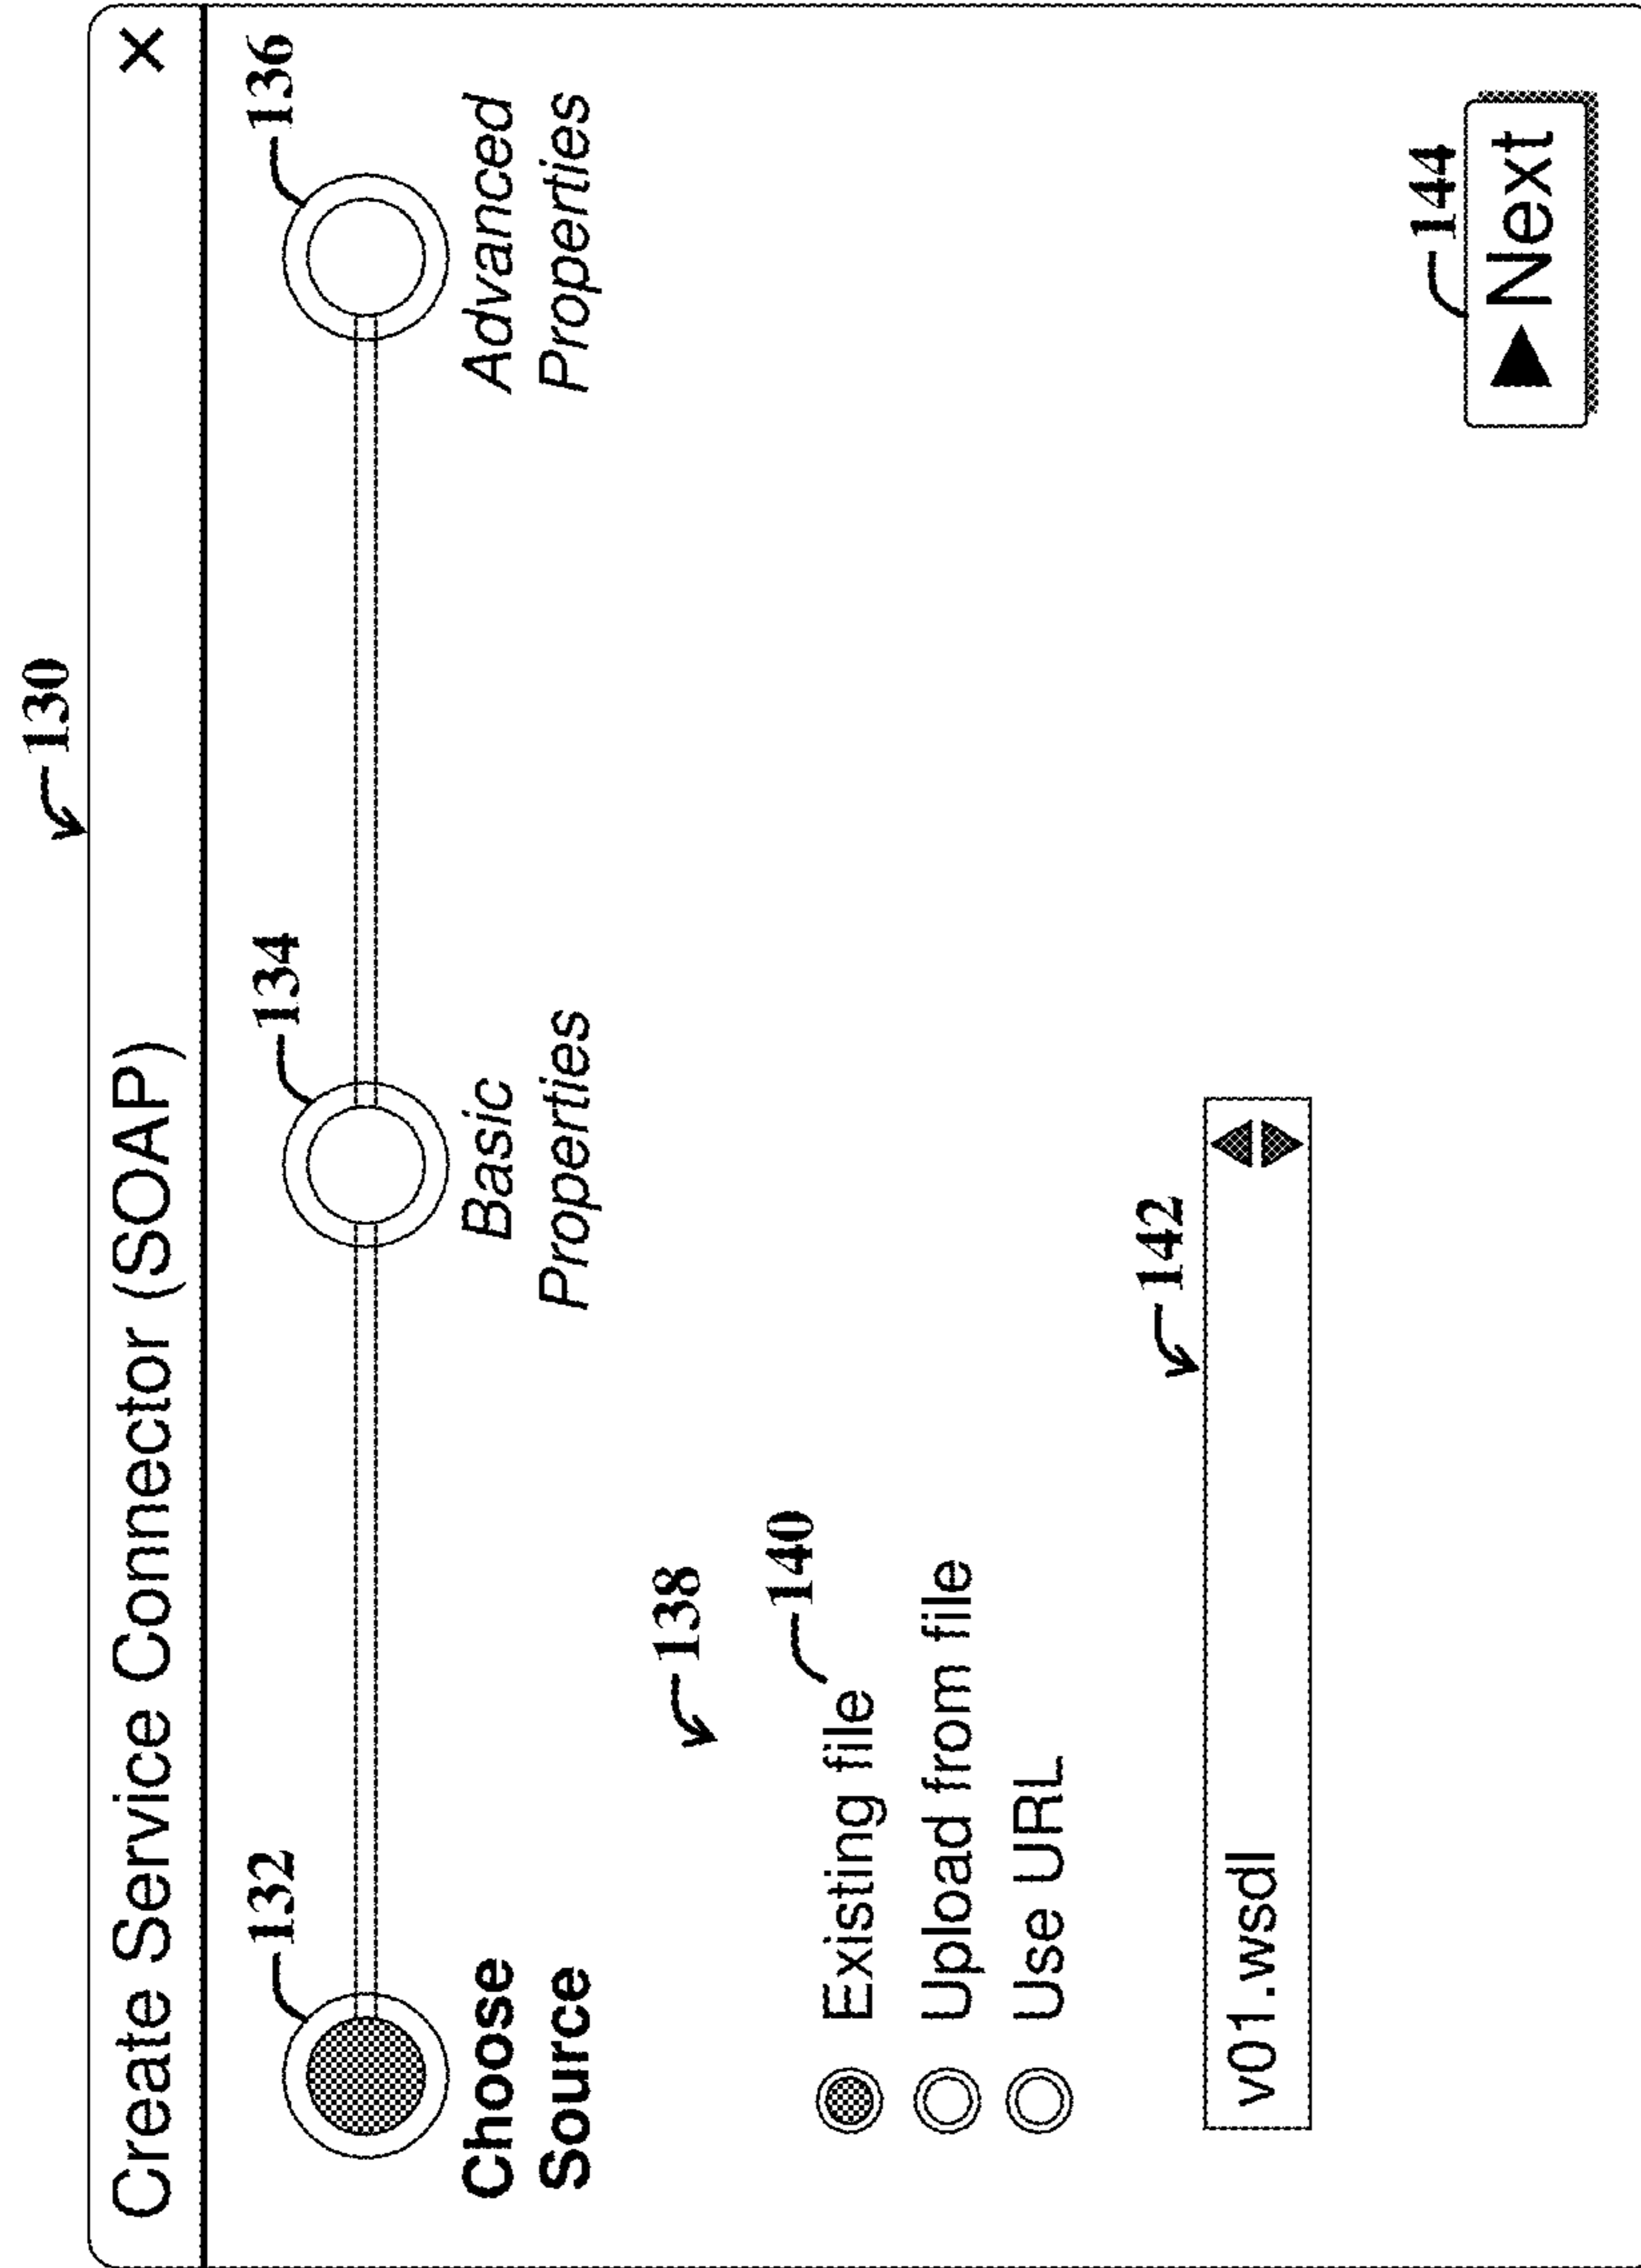 130
Create Service Connector (SOAP) ×
132
134
136
Choose
Source
Basic
Properties
Advanced
Properties
138
140
Existing file
Upload from file
Use URL
142
v01.wsdl
144
Next